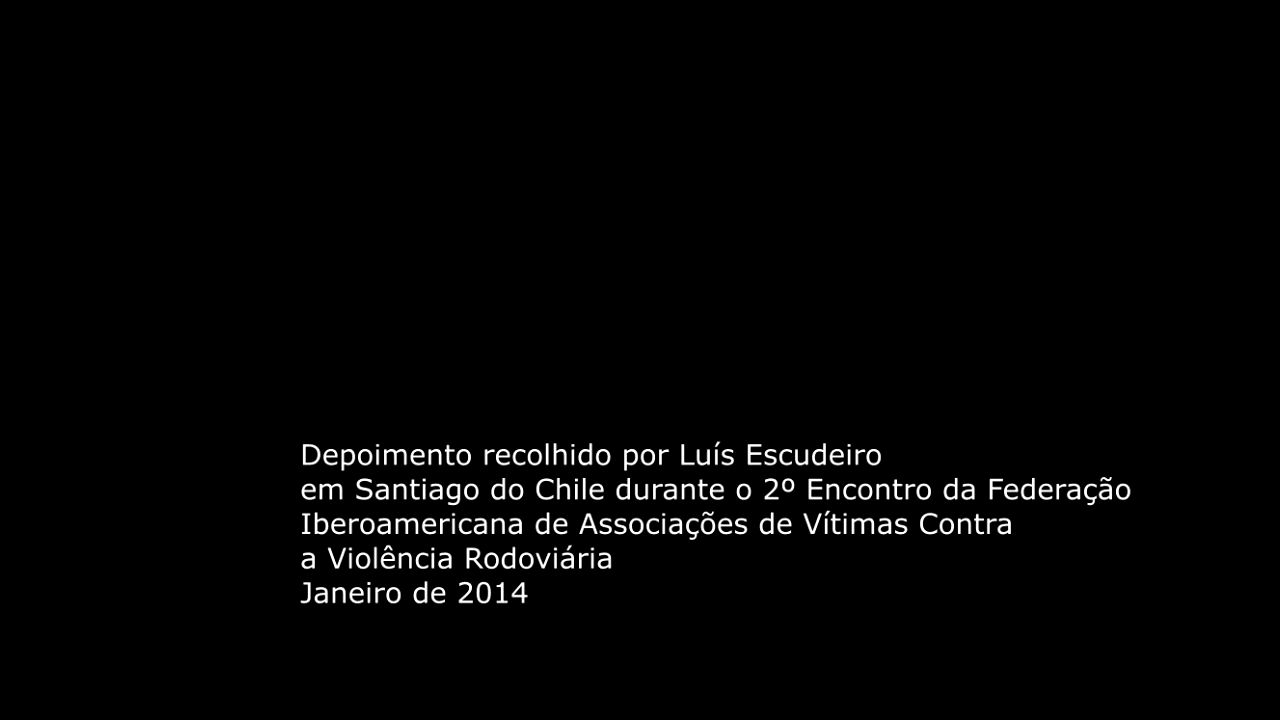 Depoimento recolhido por Luís Escudeiro
em Santiago do Chile durante o 2º Encontro da Federação
Iberoamericana de Associações de Vítimas Contra
a Violência Rodoviária
Janeiro de 2014